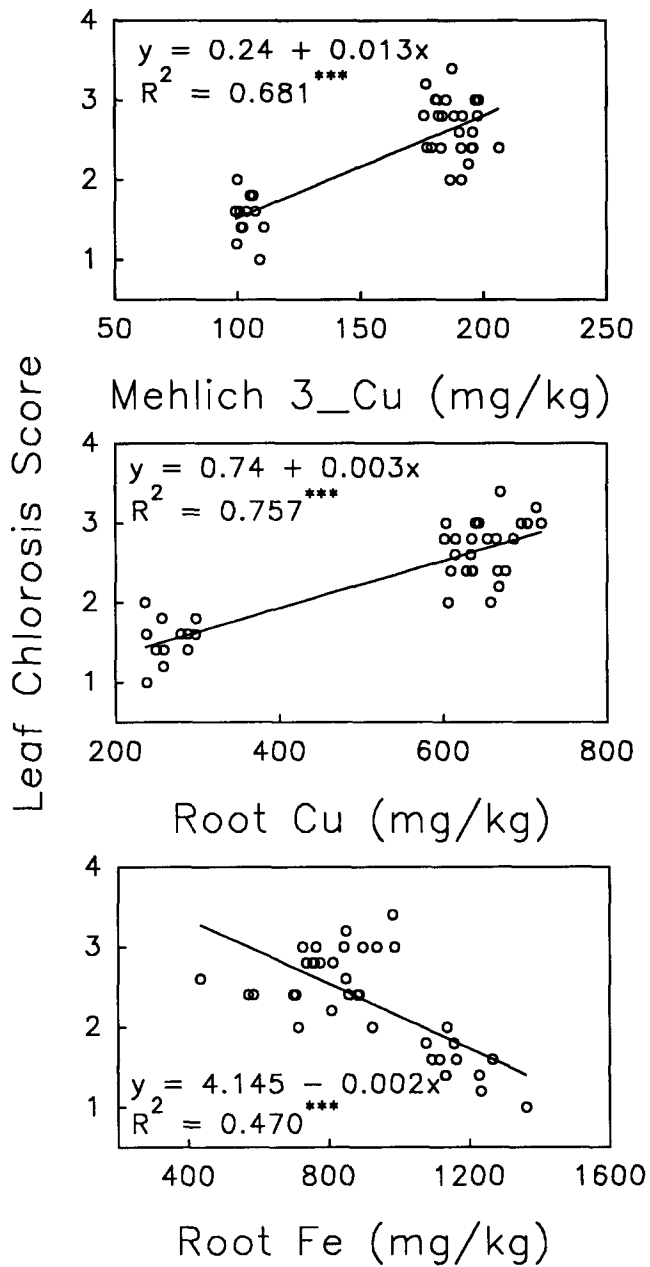 Leaf Chlorosis Score
4
3
2
1
y = 0.24 + 0.013x
R² = 0.681***
50 100 150 200 250
Mehlich 3_Cu (mg/kg)
4
3
2
1
y = 0.74 + 0.003x
R² = 0.757***
200 400 600 800
Root Cu (mg/kg)
4
3
2
1
y = 4.145 − 0.002x
R² = 0.470***
400 800 1200 1600
Root Fe (mg/kg)